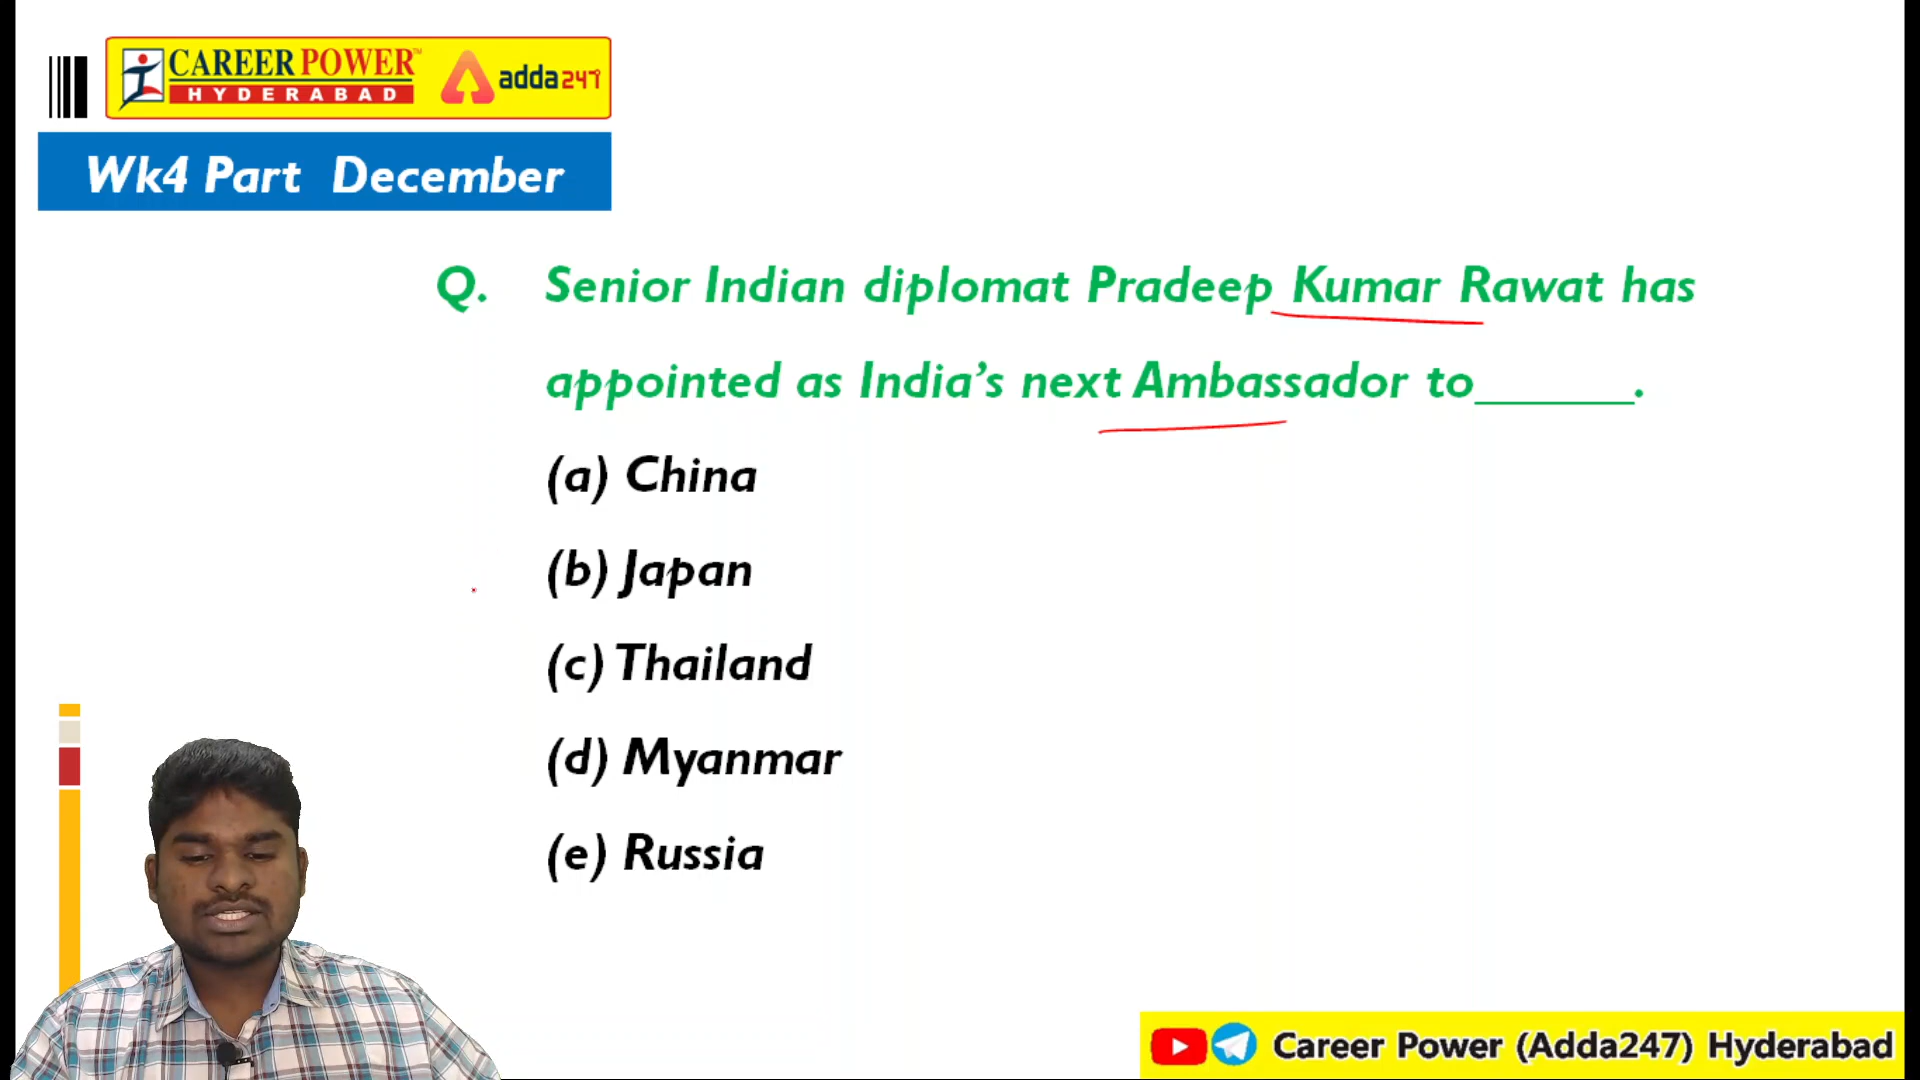 CAREER POWER™
HYDERABAD
adda247
Wk4 Part December
Q. Senior Indian diplomat Pradeep Kumar Rawat has
appointed as India's next Ambassador to______.
(a) China
(b) Japan
(c) Thailand
(d) Myanmar
(e) Russia
Career Power (Adda247) Hyderabad